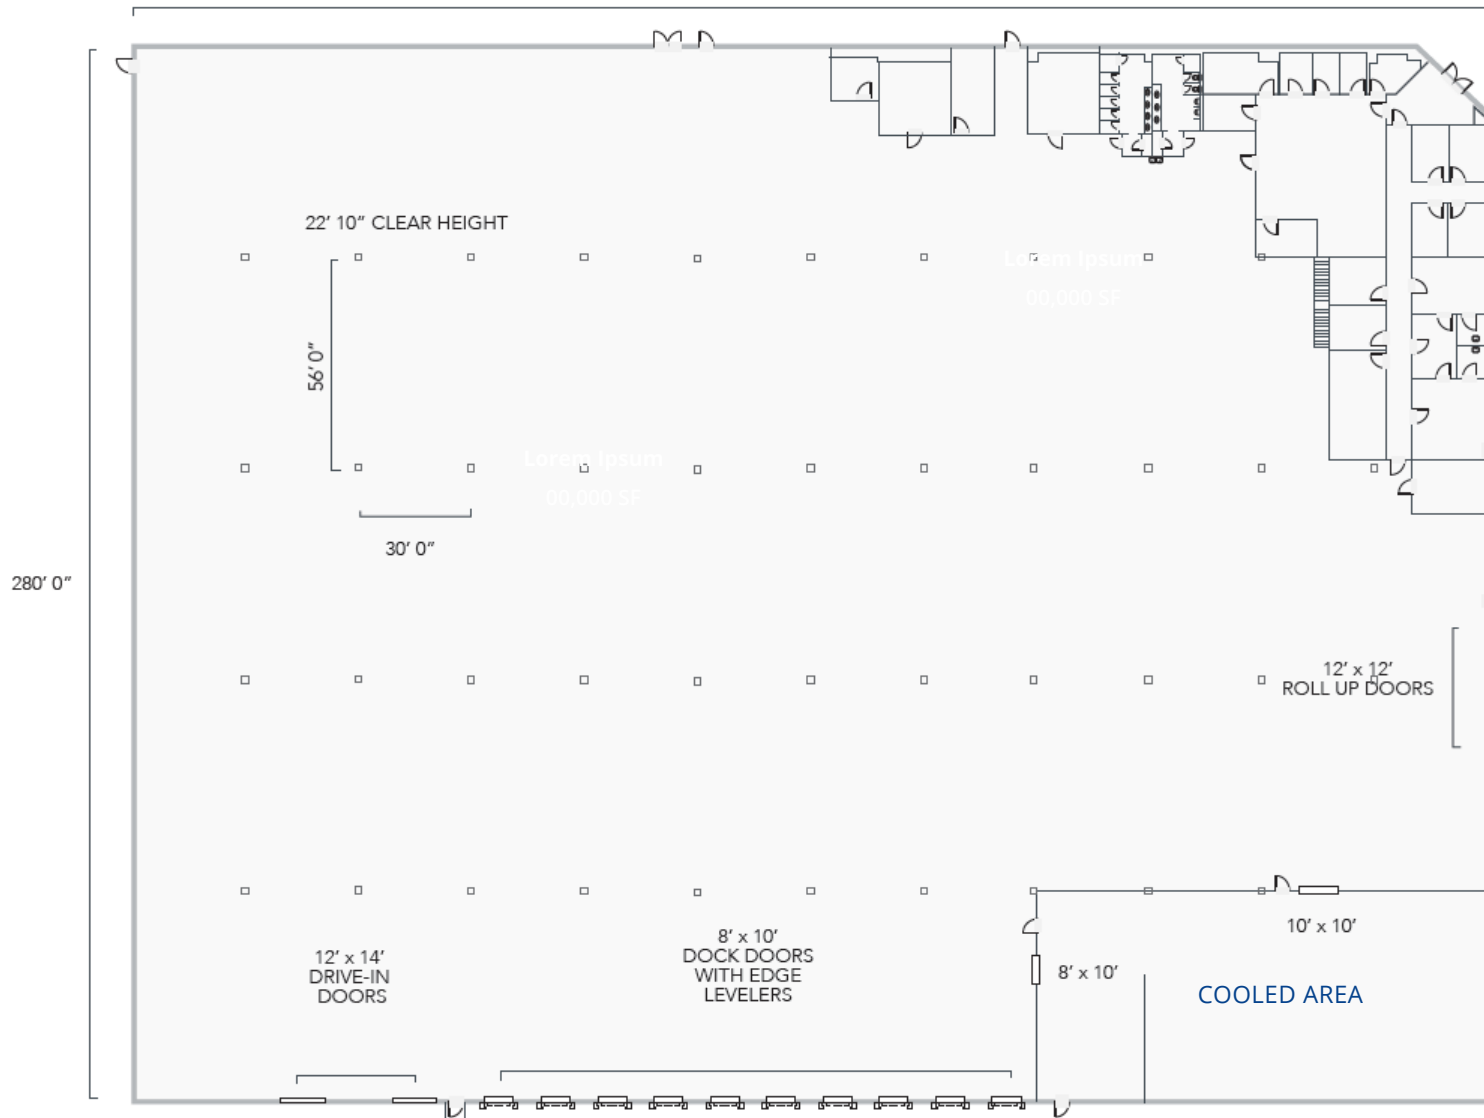 22’ 10” CLEAR HEIGHT
Lorem Ipsum
00,000 SF
56’ 0”
Lorem Ipsum
00,000 SF
30’ 0”
280’ 0”
12’ x 12’
ROLL UP DOORS
12’ x 14’
DRIVE-IN
DOORS
8’ x 10’
DOCK DOORS
WITH EDGE
LEVELERS
10’ x 10’
8’ x 10’
COOLED AREA